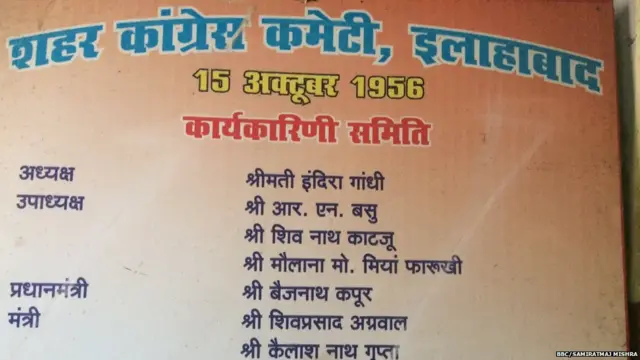 शहर कांग्रेस कमेटी, इलाहाबाद
15 अक्टूबर 1956
कार्यकारिणी समिति
अध्यक्ष श्रीमती इंदिरा गांधी
उपाध्यक्ष श्री आर. एन. बसु
श्री शिव नाथ काटजू
श्री मौलाना मो. मियां फारूखी
प्रधानमंत्री श्री बैजनाथ कपूर
मंत्री श्री शिवप्रसाद अग्रवाल
श्री कैलाश नाथ गुप्ता
BBC/SAMIRATMAJ MISHRA